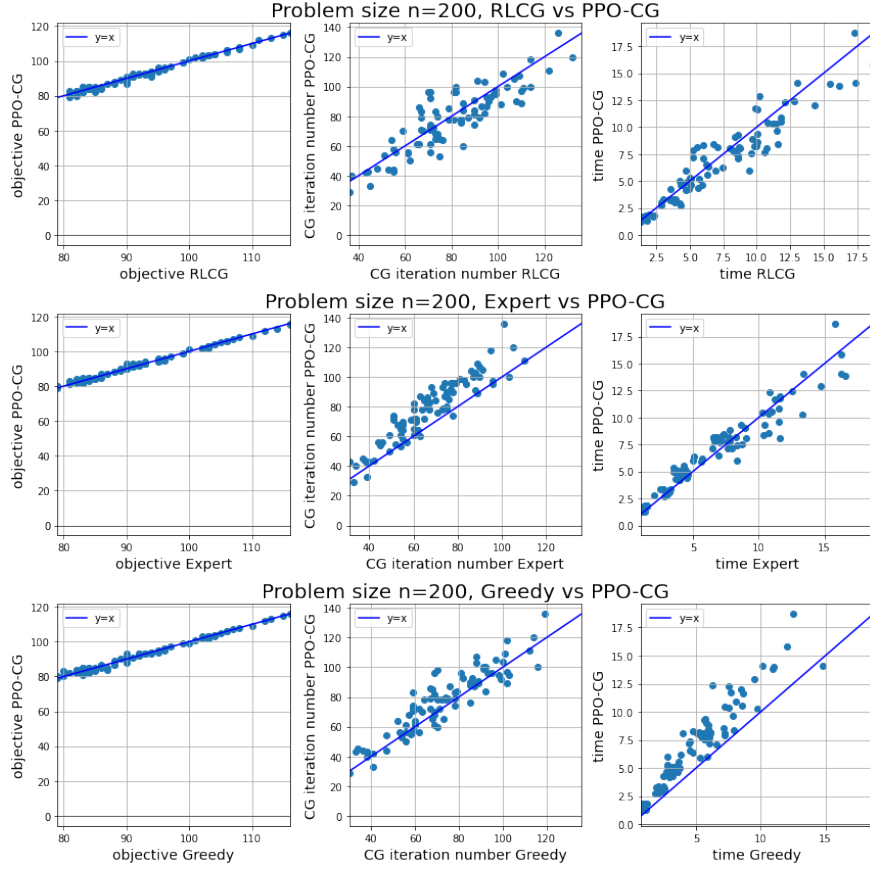 Problem size n=200, RLCG vs PPO-CG
objective PPO-CG
120
100
80
60
40
20
0
y=x
80 90 100 110
objective RLCG
CG iteration number PPO-CG
140
120
100
80
60
40
20
0
y=x
40 60 80 100 120
CG iteration number RLCG
time PPO-CG
17.5
15.0
12.5
10.0
7.5
5.0
2.5
0.0
y=x
2.5 5.0 7.5 10.0 12.5 15.0 17.5
time RLCG
Problem size n=200, Expert vs PPO-CG
objective PPO-CG
120
100
80
60
40
20
0
y=x
80 90 100 110
objective Expert
CG iteration number PPO-CG
140
120
100
80
60
40
20
0
y=x
40 60 80 100 120
CG iteration number Expert
time PPO-CG
17.5
15.0
12.5
10.0
7.5
5.0
2.5
0.0
y=x
5 10 15
time Expert
Problem size n=200, Greedy vs PPO-CG
objective PPO-CG
120
100
80
60
40
20
0
y=x
80 90 100 110
objective Greedy
CG iteration number PPO-CG
140
120
100
80
60
40
20
0
y=x
40 60 80 100 120
CG iteration number Greedy
time PPO-CG
17.5
15.0
12.5
10.0
7.5
5.0
2.5
0.0
y=x
5 10 15
time Greedy